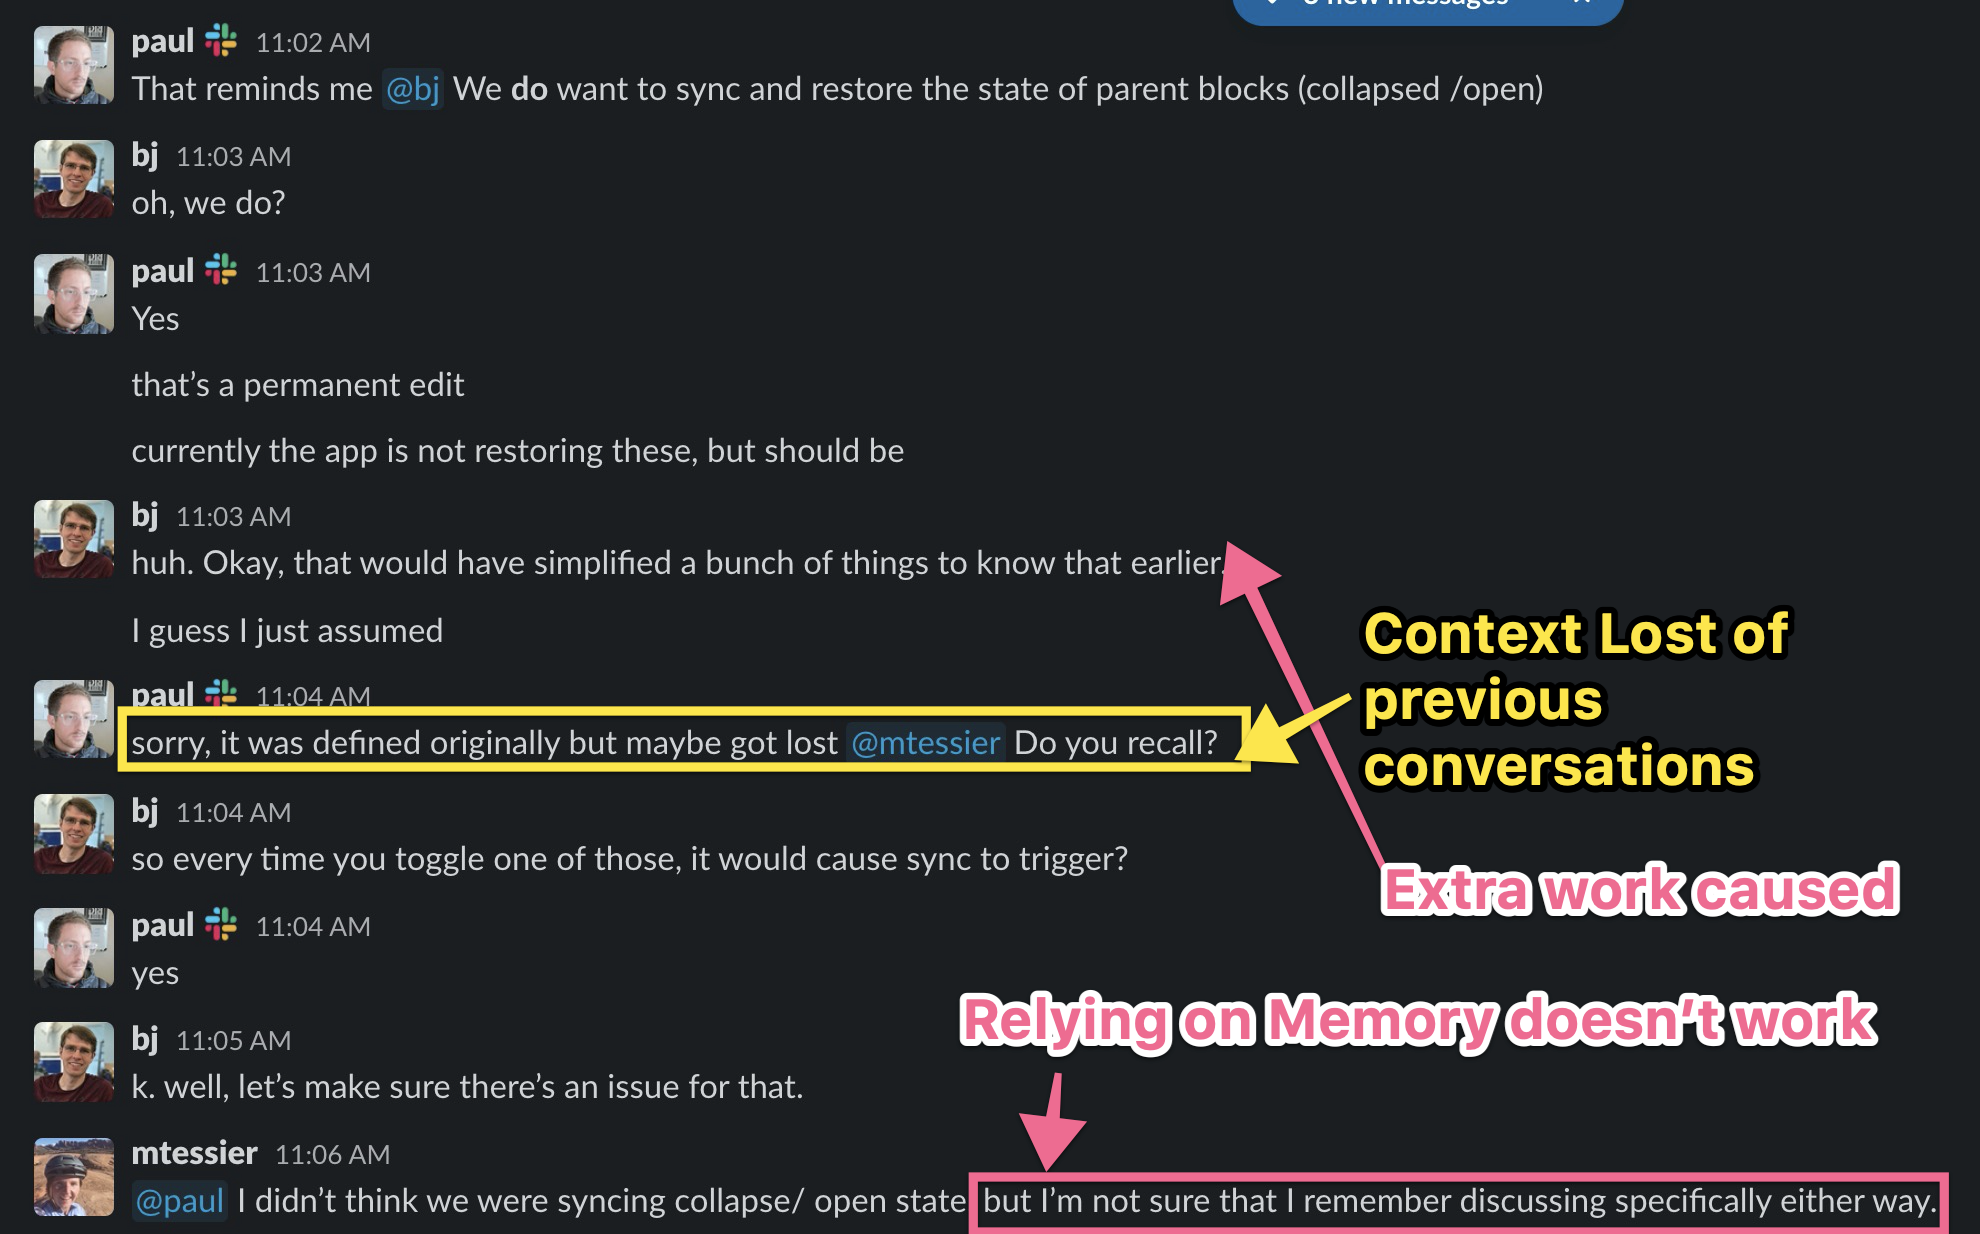 new messages
paul 11:02 AM
That reminds me @bj We do want to sync and restore the state of parent blocks (collapsed /open)
bj 11:03 AM
oh, we do?
paul 11:03 AM
Yes
that's a permanent edit
currently the app is not restoring these, but should be
bj 11:03 AM
huh. Okay, that would have simplified a bunch of things to know that earlier.
I guess I just assumed
Context Lost of
previous
conversations
paul 11:04 AM
sorry, it was defined originally but maybe got lost @mtessier Do you recall?
bj 11:04 AM
so every time you toggle one of those, it would cause sync to trigger?
Extra work caused
paul 11:04 AM
yes
Relying on Memory doesn't work
bj 11:05 AM
k. well, let's make sure there's an issue for that.
mtessier 11:06 AM
@paul I didn't think we were syncing collapse/ open state but I'm not sure that I remember discussing specifically either way.